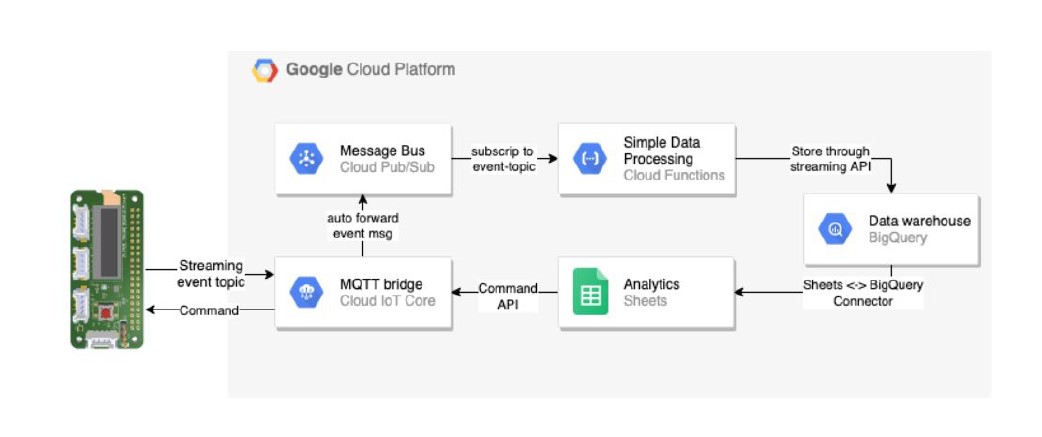 Google Cloud Platform
Message Bus
Cloud Pub/Sub
subscrip to
event-topic
Simple Data
Processing
Cloud Functions
Store through
streaming API
Data warehouse
BigQuery
auto forward
event msg
Streaming
event topic
Command
MQTT bridge
Cloud IoT Core
Command
API
Analytics
Sheets
Sheets <-> BigQuery
Connector